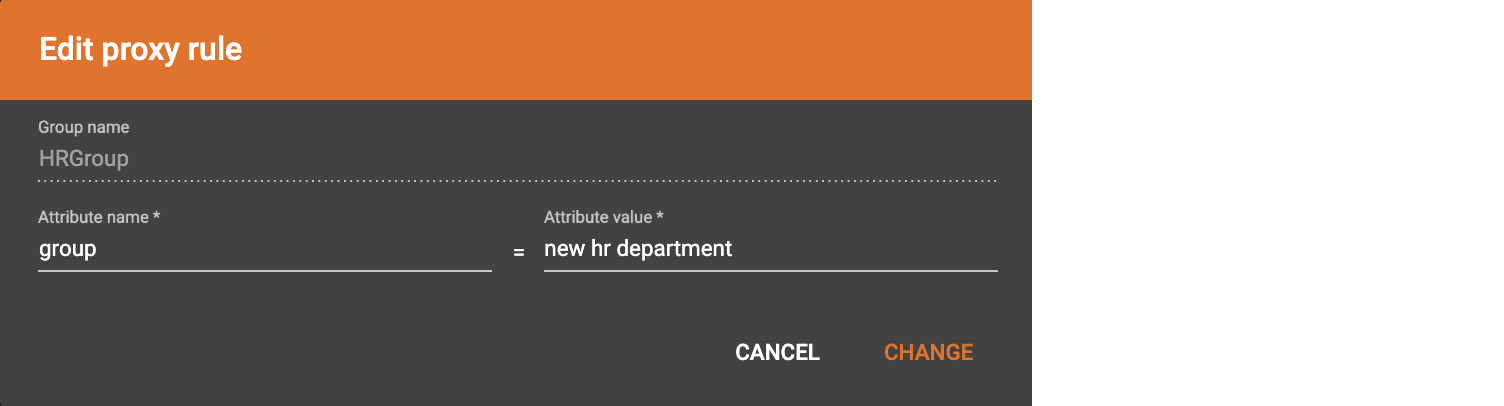 Edit proxy rule
Group name
HRGroup
Attribute name *
group
=
Attribute value *
new hr department
CANCEL
CHANGE